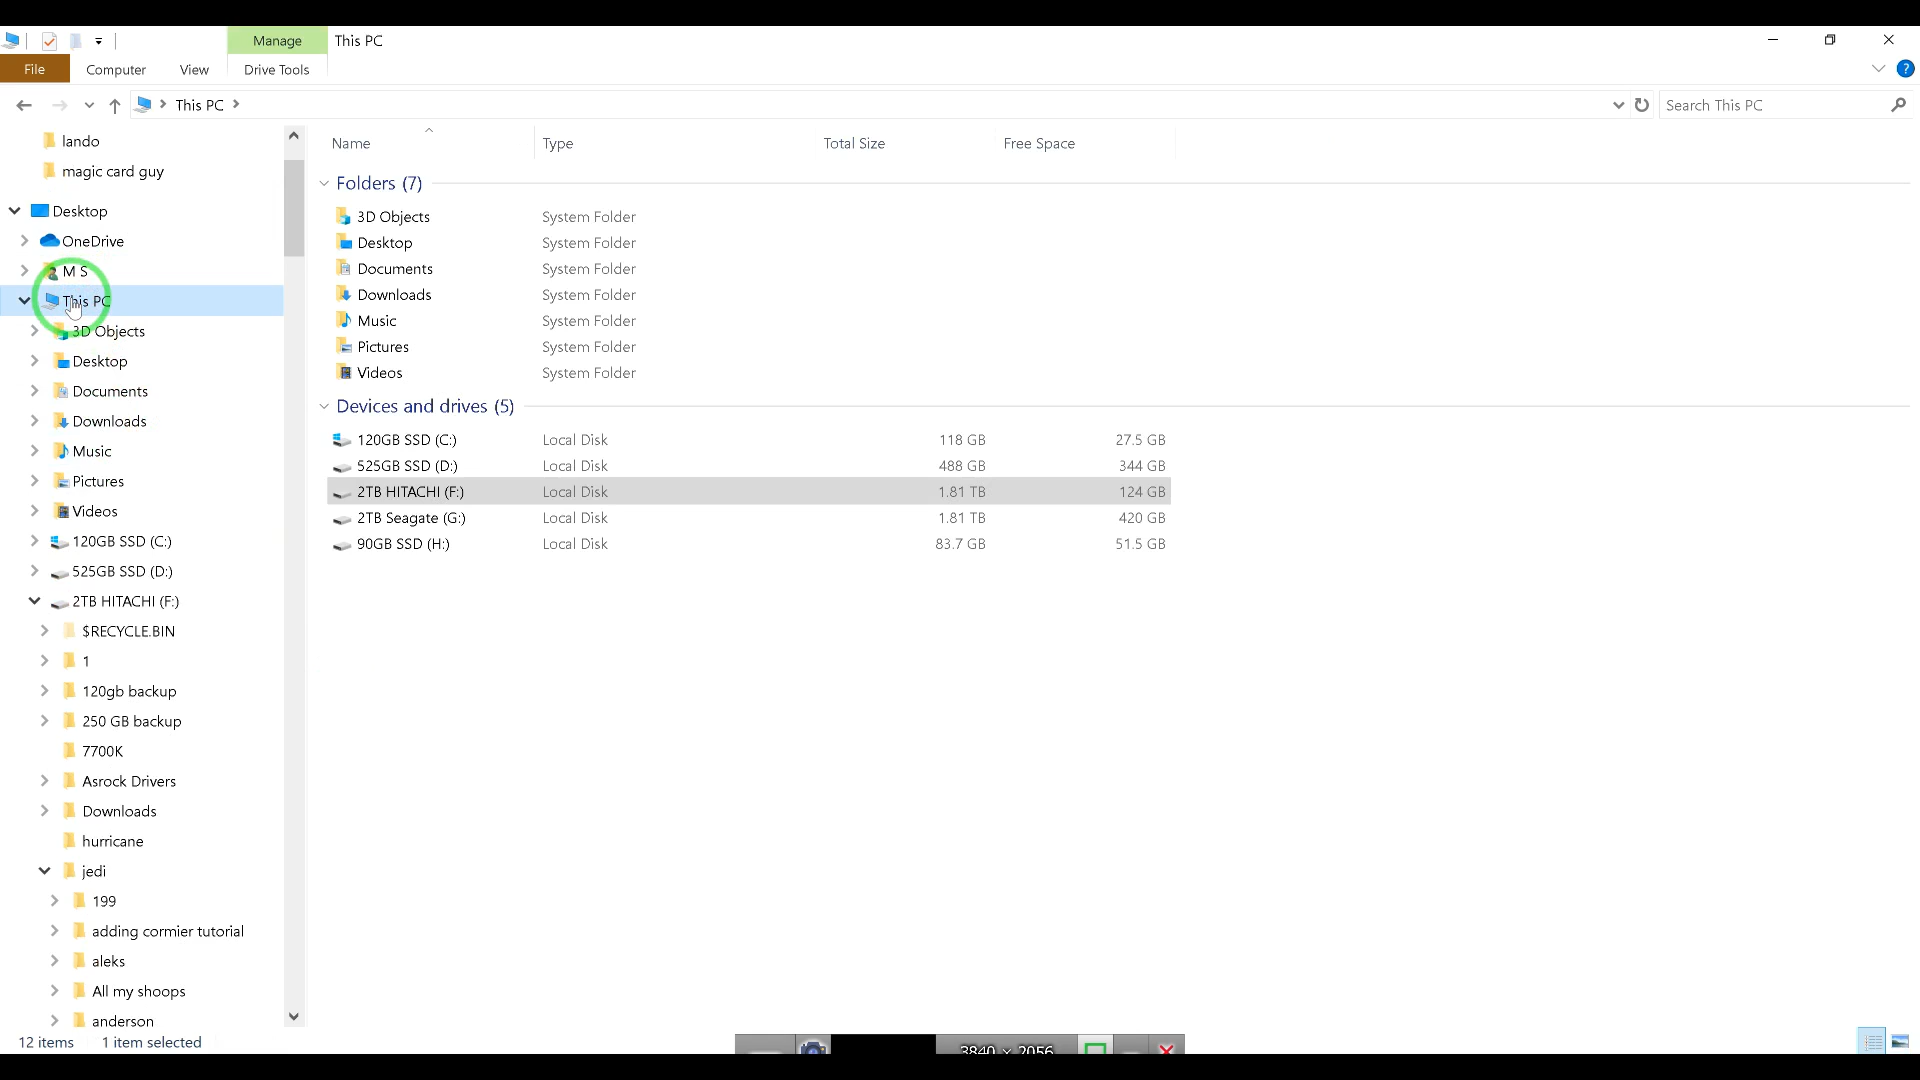 Manage
This PC
File
Computer
View
Drive Tools
This PC
Search This PC
lando
magic card guy
Desktop
OneDrive
M S
This PC
3D Objects
Desktop
Documents
Downloads
Music
Pictures
Videos
120GB SSD (C:)
525GB SSD (D:)
2TB HITACHI (F:)
$RECYCLE.BIN
1
120gb backup
250 GB backup
7700K
Asrock Drivers
Downloads
hurricane
jedi
199
adding cormier tutorial
aleks
All my shoops
anderson
Name Type Total Size Free Space
Folders (7)
3D Objects System Folder
Desktop System Folder
Documents System Folder
Downloads System Folder
Music System Folder
Pictures System Folder
Videos System Folder
Devices and drives (5)
120GB SSD (C:) Local Disk 118 GB 27.5 GB
525GB SSD (D:) Local Disk 488 GB 344 GB
2TB HITACHI (F:) Local Disk 1.81 TB 124 GB
2TB Seagate (G:) Local Disk 1.81 TB 420 GB
90GB SSD (H:) Local Disk 83.7 GB 51.5 GB
12 items 1 item selected
3840 × 2056